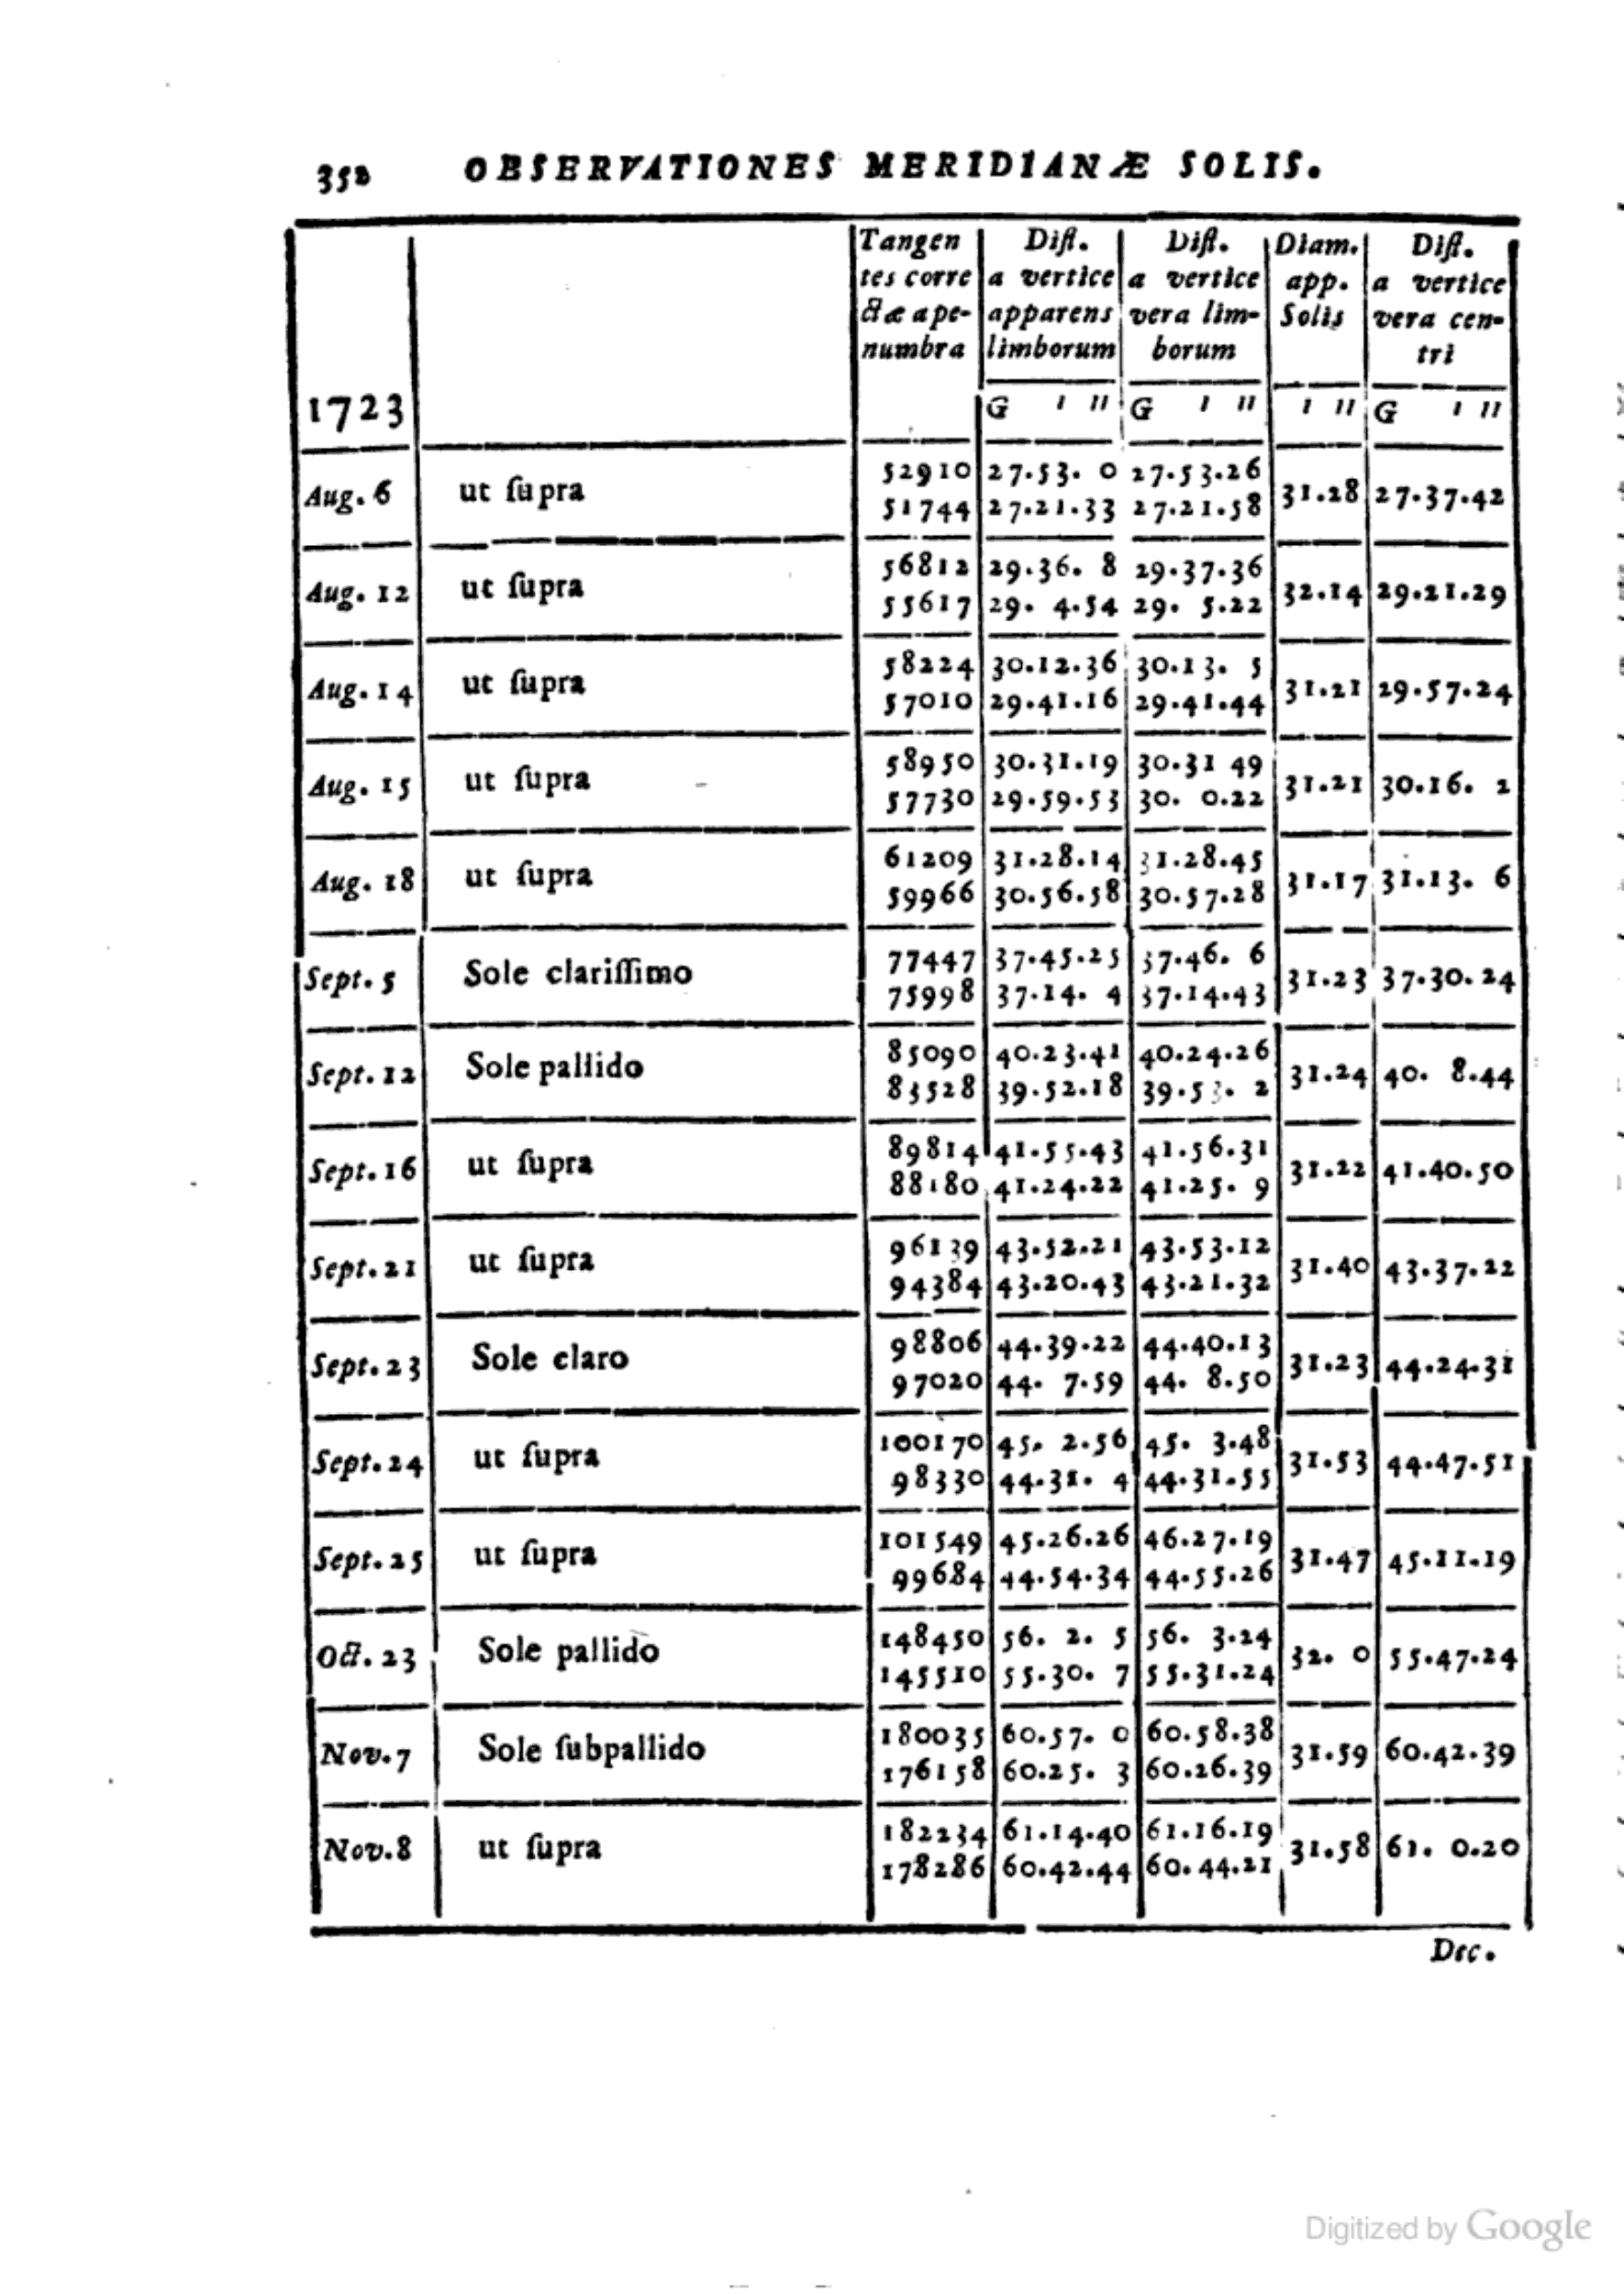 352 OBSERVATIONES MERIDIANÆ SOLIS.
Tangen Diſt. Diſt. Diam. Diſt.
tes corre a vertice a vertice app. a vertice
ctæ a pe- apparens vera lim- Solis vera cen-
numbra limborum borum tri
1723 G ' '' G ' '' ' '' G ' ''
52910 27.53. 0 27.53.26
Aug. 6 ut ſupra 31.28 27.37.42
51744 27.21.33 27.21.58
56812 29.36. 8 29.37.36
Aug. 12 ut ſupra 32.14 29.21.29
55617 29. 4.54 29. 5.22
58224 30.12.36 30.13. 5
Aug. 14 ut ſupra 31.21 29.57.24
57010 29.41.16 29.41.44
58950 30.31.19 30.31 49
Aug. 15 ut ſupra 31.21 30.16. 2
57730 29.59.53 30. 0.22
61209 31.28.14 31.28.45
Aug. 18 ut ſupra 31.17 31.13. 6
59966 30.56.58 30.57.28
77447 37.45.25 37.46. 6
Sept. 5 Sole clariſſimo 31.23 37.30.24
75998 37.14. 4 37.14.43
85090 40.23.41 40.24.26
Sept. 12 Sole pallido 31.24 40. 8.44
83528 39.52.18 39.53. 2
89814 41.55.43 41.56.31
Sept. 16 ut ſupra 31.22 41.40.50
88180 41.24.22 41.25. 9
96139 43.52.21 43.53.12
Sept. 21 ut ſupra 31.40 43.37.22
94384 43.20.43 43.21.32
98806 44.39.22 44.40.13
Sept. 23 Sole claro 31.23 44.24.31
97020 44. 7.59 44. 8.50
100170 45. 2.56 45. 3.48
Sept. 24 ut ſupra 31.53 44.47.51
98330 44.31. 4 44.31.55
101549 45.26.26 46.27.19
Sept. 25 ut ſupra 31.47 45.11.19
99684 44.54.34 44.55.26
148450 56. 2. 5 56. 3.24
Oct. 23 Sole pallido 32. 0 55.47.24
145510 55.30. 7 55.31.24
180035 60.57. 0 60.58.38
Nov. 7 Sole ſubpallido 31.59 60.42.39
176158 60.25. 3 60.26.39
182234 61.14.40 61.16.19
Nov. 8 ut ſupra 31.58 61. 0.20
178286 60.42.44 60.44.21
Dec.
Digitized by Google